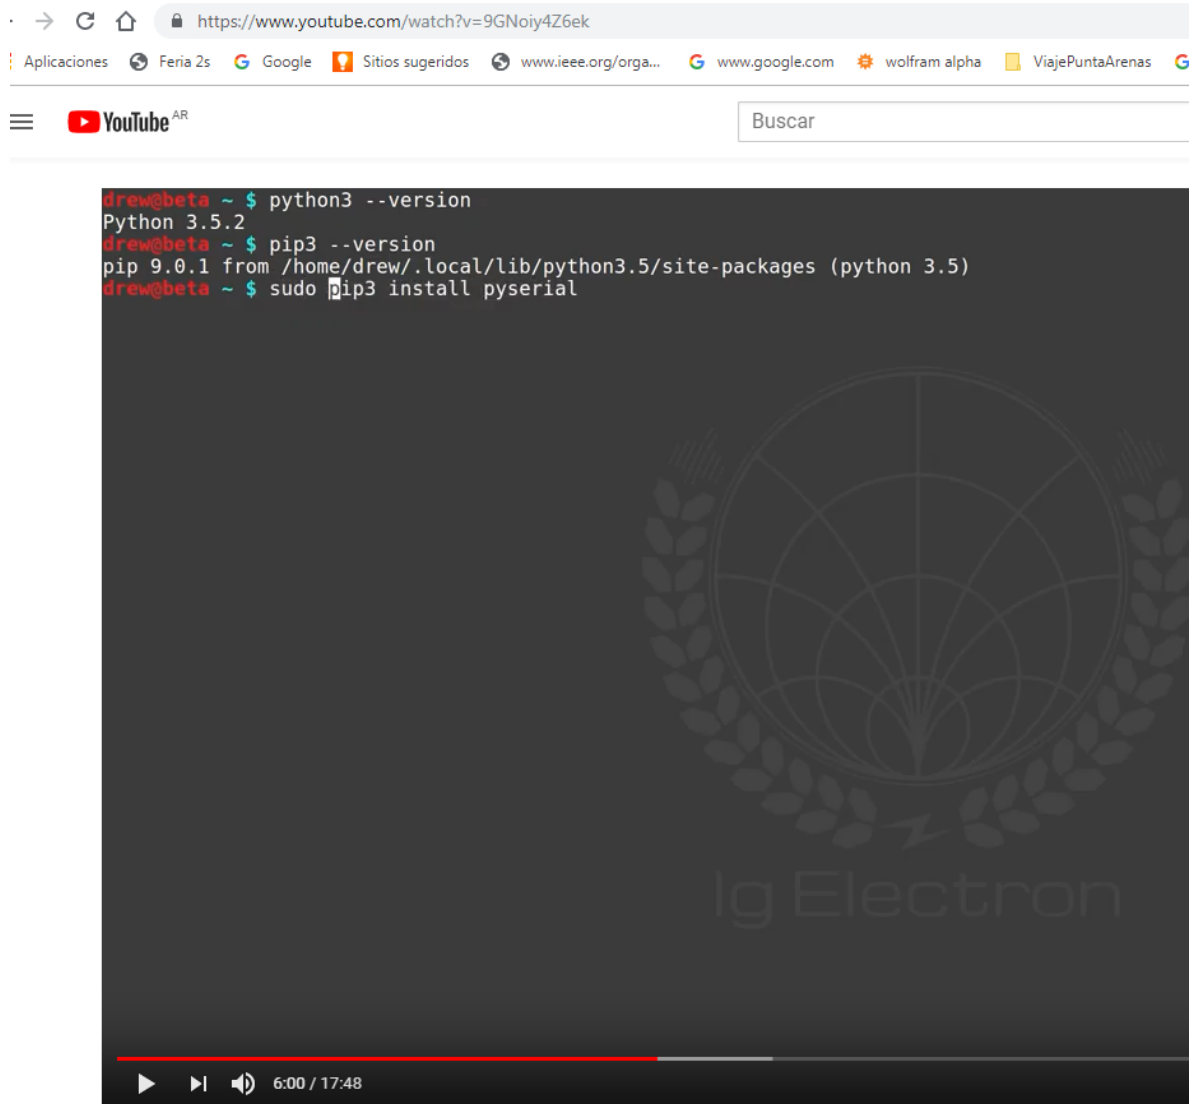 https://www.youtube.com/watch?v=9GNoiy4Z6ek
Aplicaciones Feria 2s Google Sitios sugeridos www.ieee.org/orga... www.google.com wolfram alpha ViajePuntaArenas
YouTube AR Buscar
drew@beta ~ $ python3 --version
Python 3.5.2
drew@beta ~ $ pip3 --version
pip 9.0.1 from /home/drew/.local/lib/python3.5/site-packages (python 3.5)
drew@beta ~ $ sudo pip3 install pyserial
Ig Electron
6:00 / 17:48